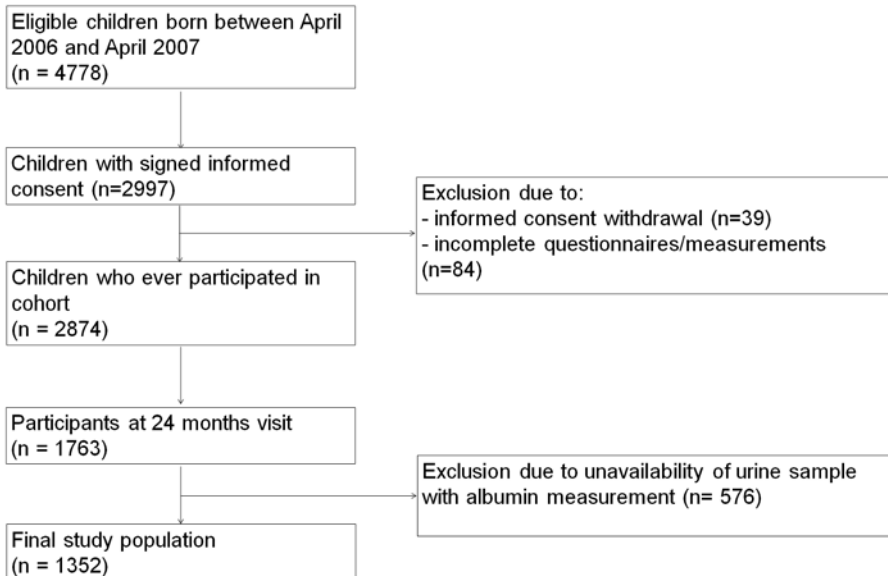 Eligible children born between April
2006 and April 2007
(n = 4778)
Children with signed informed
consent (n=2997)
Exclusion due to:
- informed consent withdrawal (n=39)
- incomplete questionnaires/measurements
(n=84)
Children who ever participated in
cohort
(n = 2874)
Participants at 24 months visit
(n = 1763)
Exclusion due to unavailability of urine sample
with albumin measurement (n= 576)
Final study population
(n = 1352)